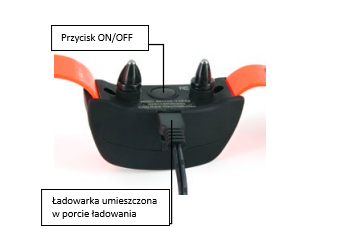 Przycisk ON/OFF
Ładowarka umieszczona
w porcie ładowania